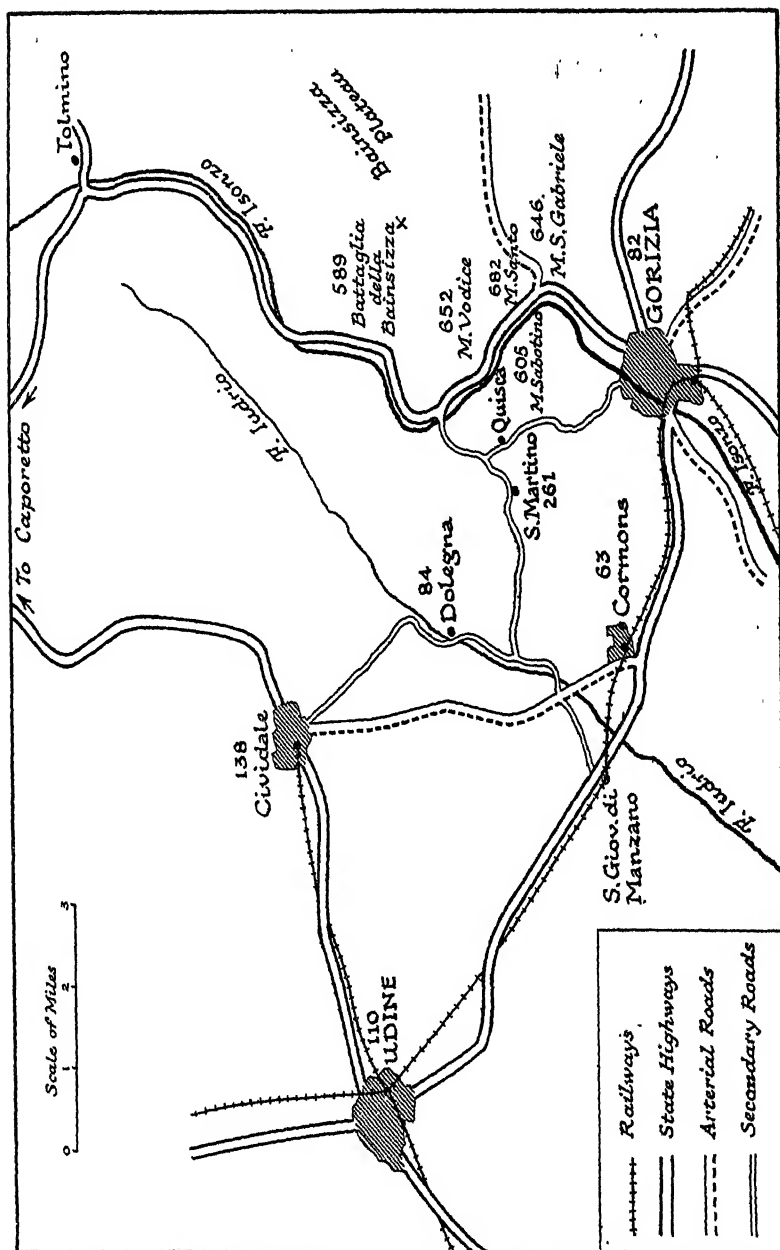 Scale of Miles
0 1 2 3
110
UDINE
138
Cividale
To Caporetto
Tolmino
F. Isonzo
Bainsizza
Plateau
F. Iudrio
589
Battaglia
della
Bainsizza
652
M. Vodice
682
M. Santo
646.
M.S. Gabriele
84
Dolegna
Quisca
605
M. Sabotino
S. Martino
261
82
GORIZIA
63
Cormons
F. Isonzo
S. Giov. di
Manzano
F. Iudrio
Railways
State Highways
Arterial Roads
Secondary Roads